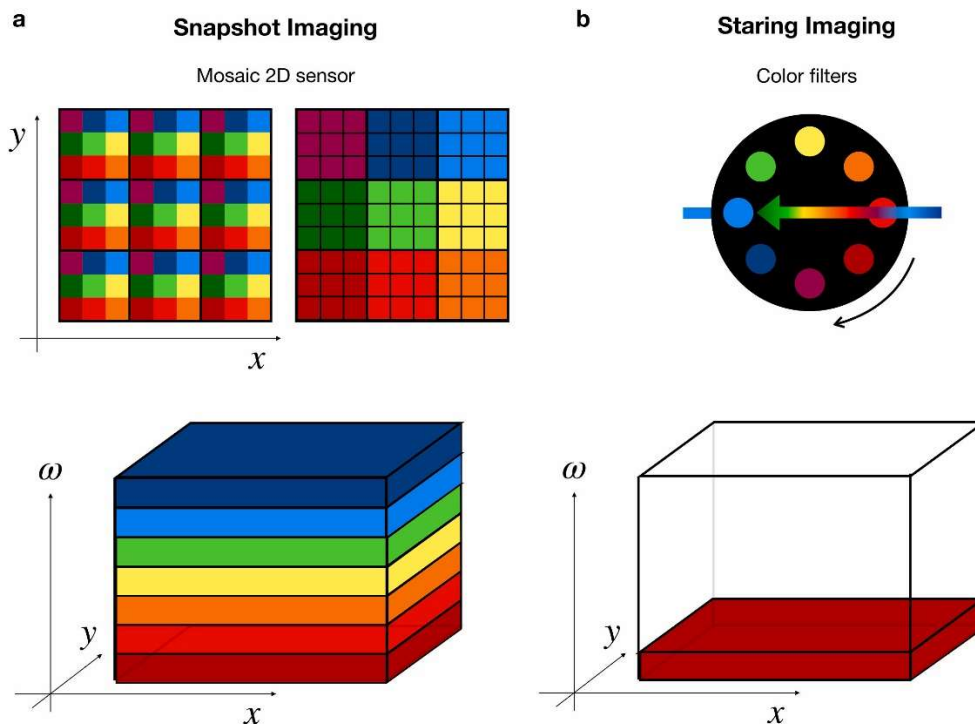 a
Snapshot Imaging
Mosaic 2D sensor
y
x
ω
y
x
b
Staring Imaging
Color filters
ω
y
x